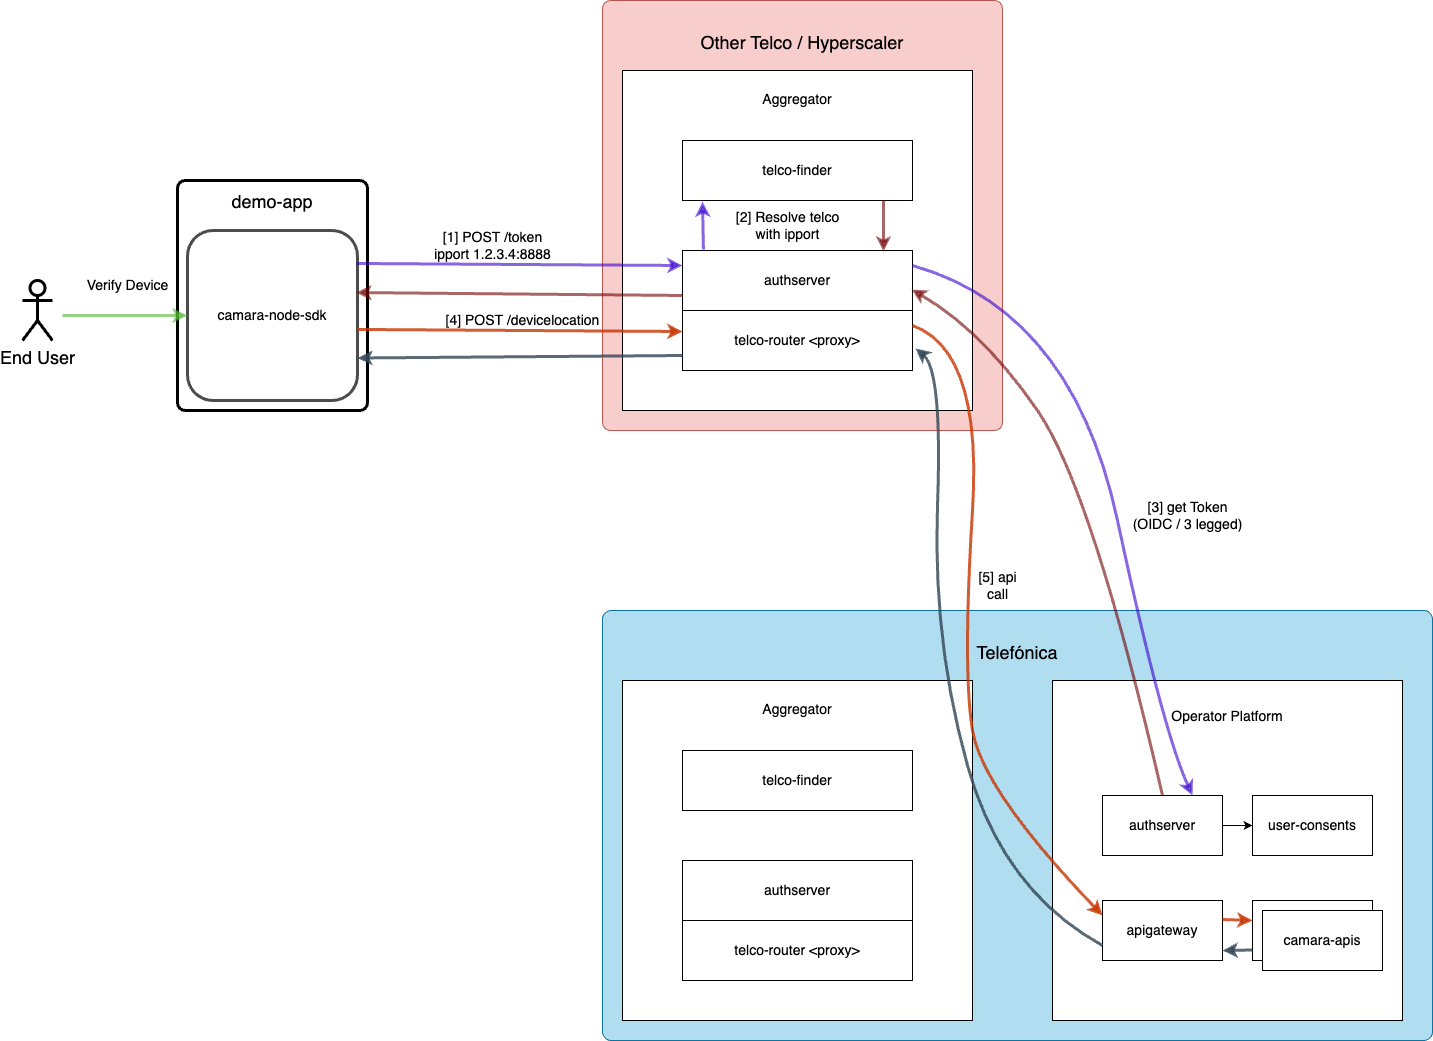 Other Telco / Hyperscaler
Aggregator
telco-finder
[2] Resolve telco
with ipport
authserver
telco-router <proxy>
demo-app
camara-node-sdk
[1] POST /token
ipport 1.2.3.4:8888
[4] POST /devicelocation
Verify Device
End User
[3] get Token
(OIDC / 3 legged)
[5] api
call
Telefónica
Aggregator
telco-finder
authserver
telco-router <proxy>
Operator Platform
authserver
user-consents
apigateway
camara-apis